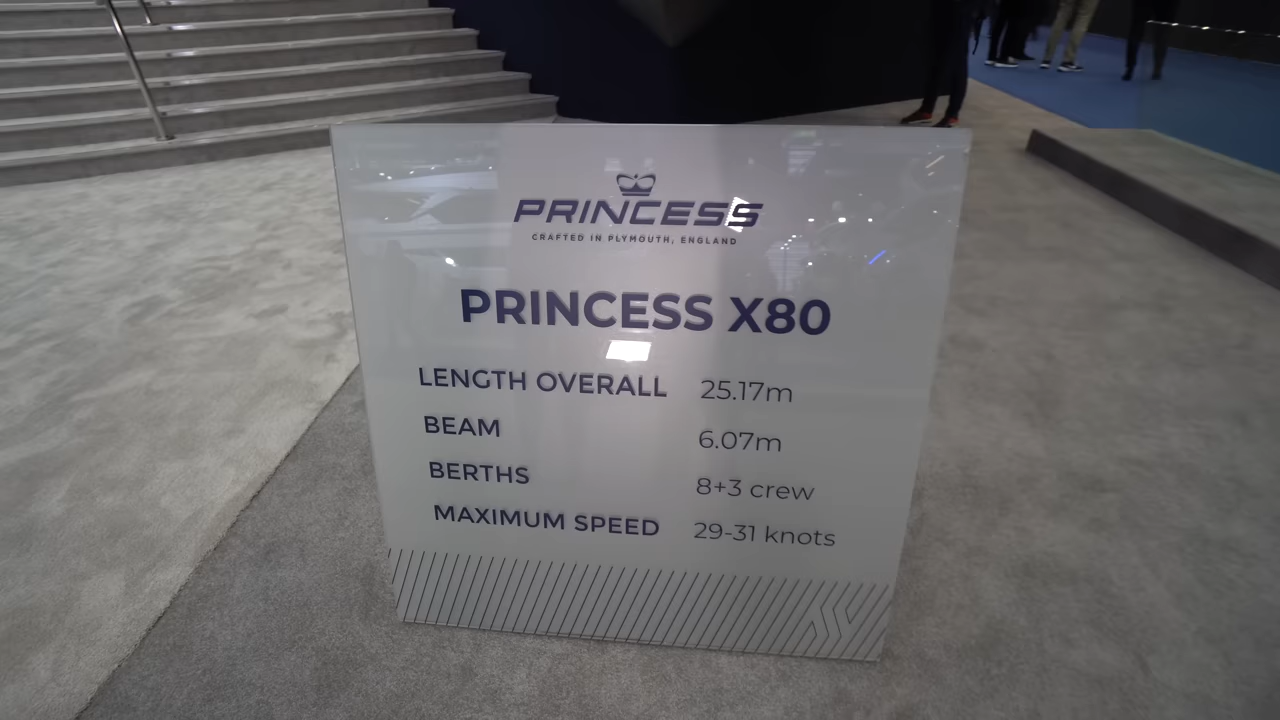 PRINCESS
CRAFTED IN PLYMOUTH, ENGLAND
PRINCESS X80
LENGTH OVERALL 25.17m
BEAM 6.07m
BERTHS 8+3 crew
MAXIMUM SPEED 29-31 knots